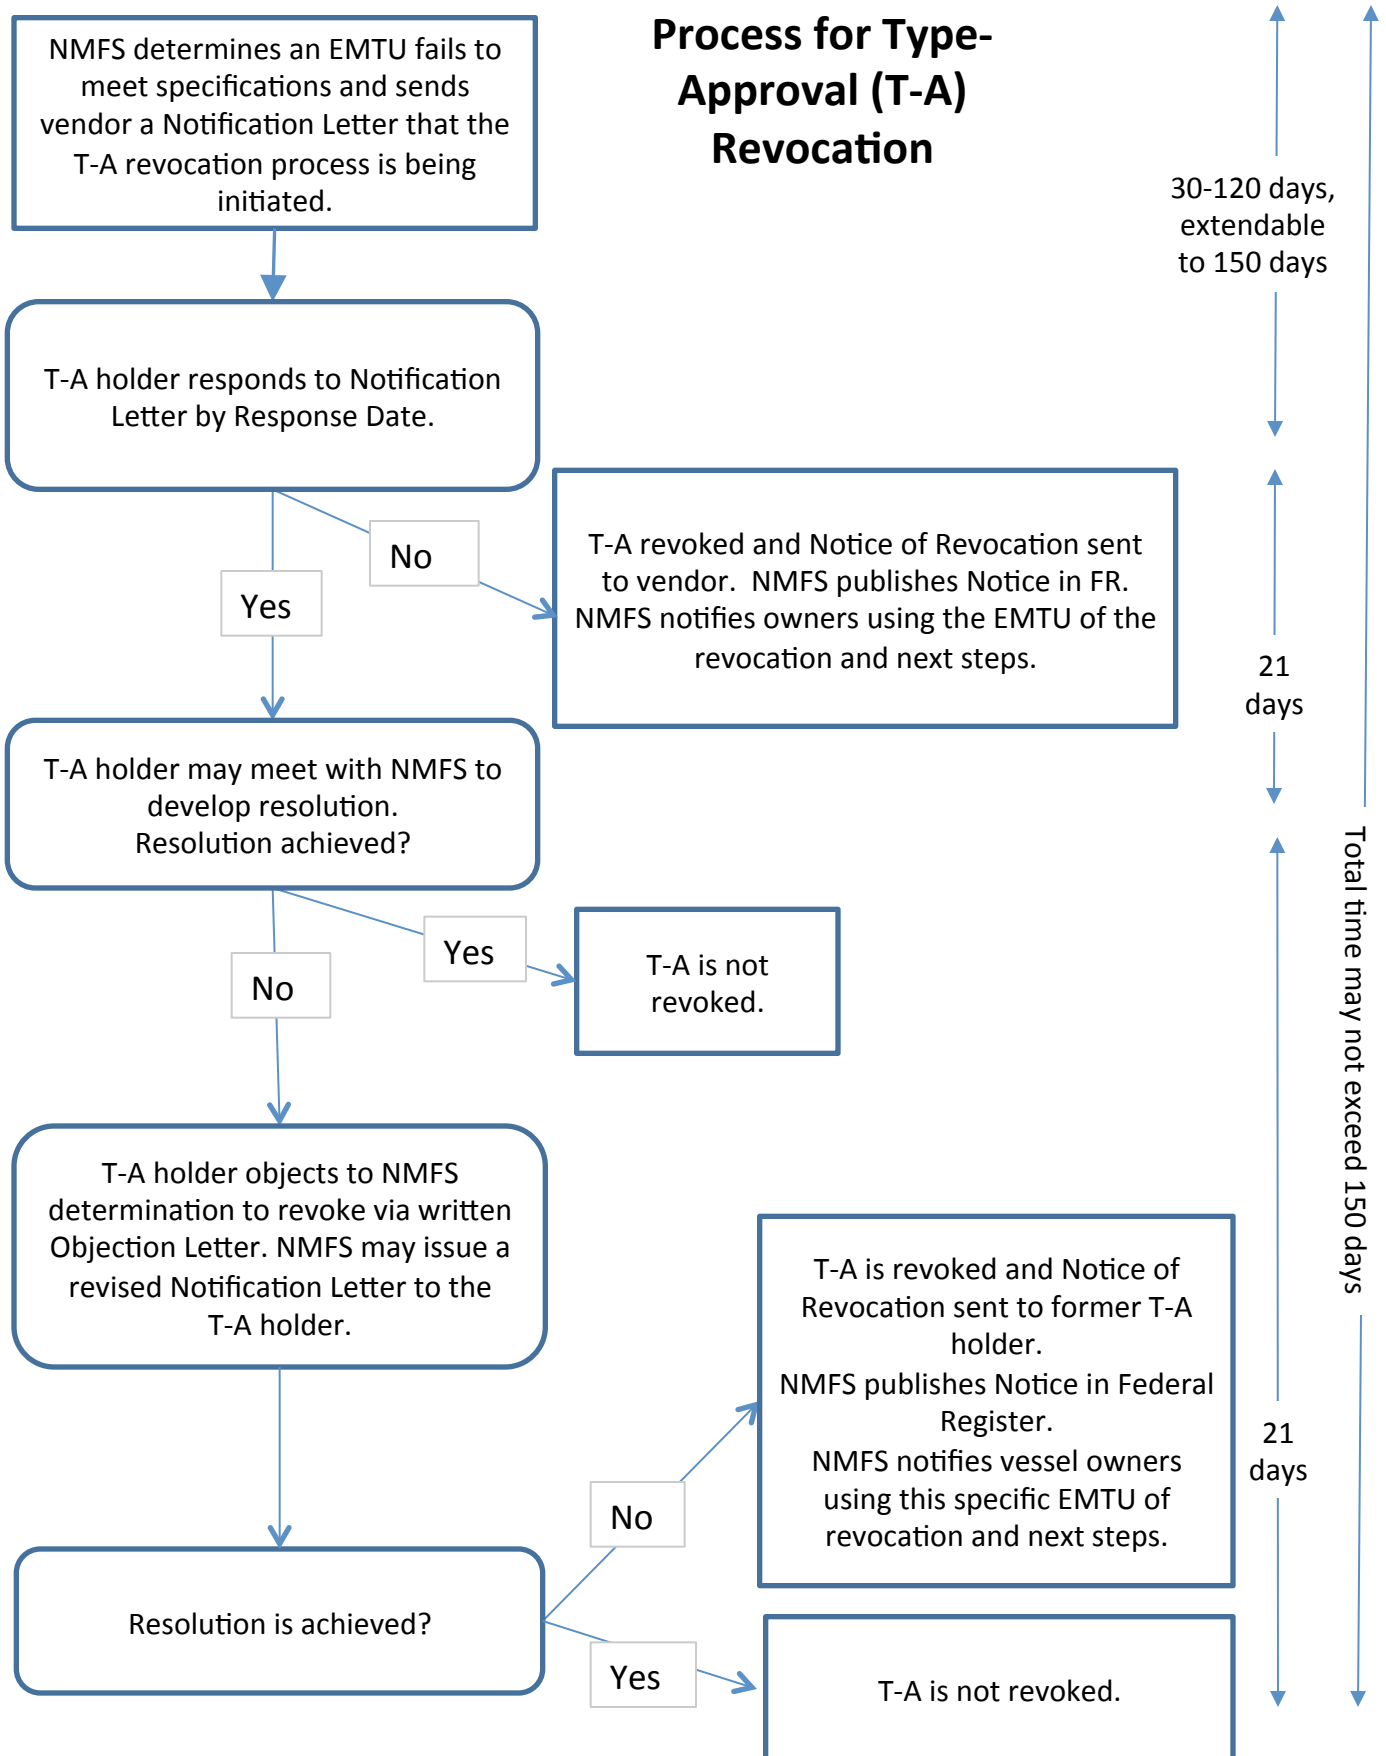 Process for Type-
Approval (T-A)
Revocation
NMFS determines an EMTU fails to
meet specifications and sends
vendor a Notification Letter that the
T-A revocation process is being
initiated.
30-120 days,
extendable
to 150 days
T-A holder responds to Notification
Letter by Response Date.
No
Yes
T-A revoked and Notice of Revocation sent
to vendor.  NMFS publishes Notice in FR.
NMFS notifies owners using the EMTU of the
revocation and next steps.
21
days
T-A holder may meet with NMFS to
develop resolution.
Resolution achieved?
Yes
No
T-A is not
revoked.
Total time may not exceed 150 days
T-A holder objects to NMFS
determination to revoke via written
Objection Letter. NMFS may issue a
revised Notification Letter to the
T-A holder.
T-A is revoked and Notice of
Revocation sent to former T-A
holder.
NMFS publishes Notice in Federal
Register.
NMFS notifies vessel owners
using this specific EMTU of
revocation and next steps.
21
days
No
Resolution is achieved?
Yes
T-A is not revoked.